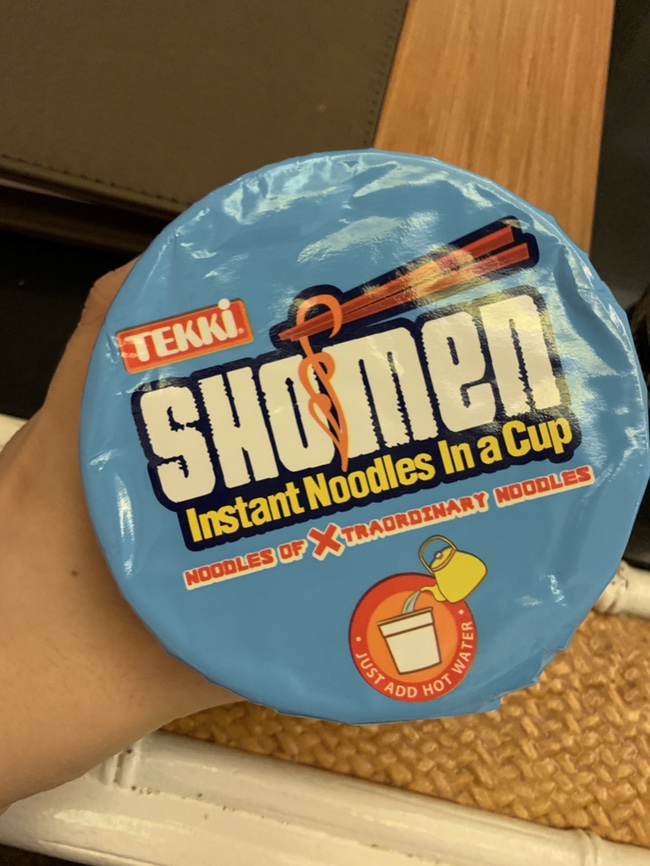 TEKKI
SHOMEN
Instant Noodles In a Cup
NOODLES OF XTRAORDINARY NOODLES
• JUST ADD HOT WATER •